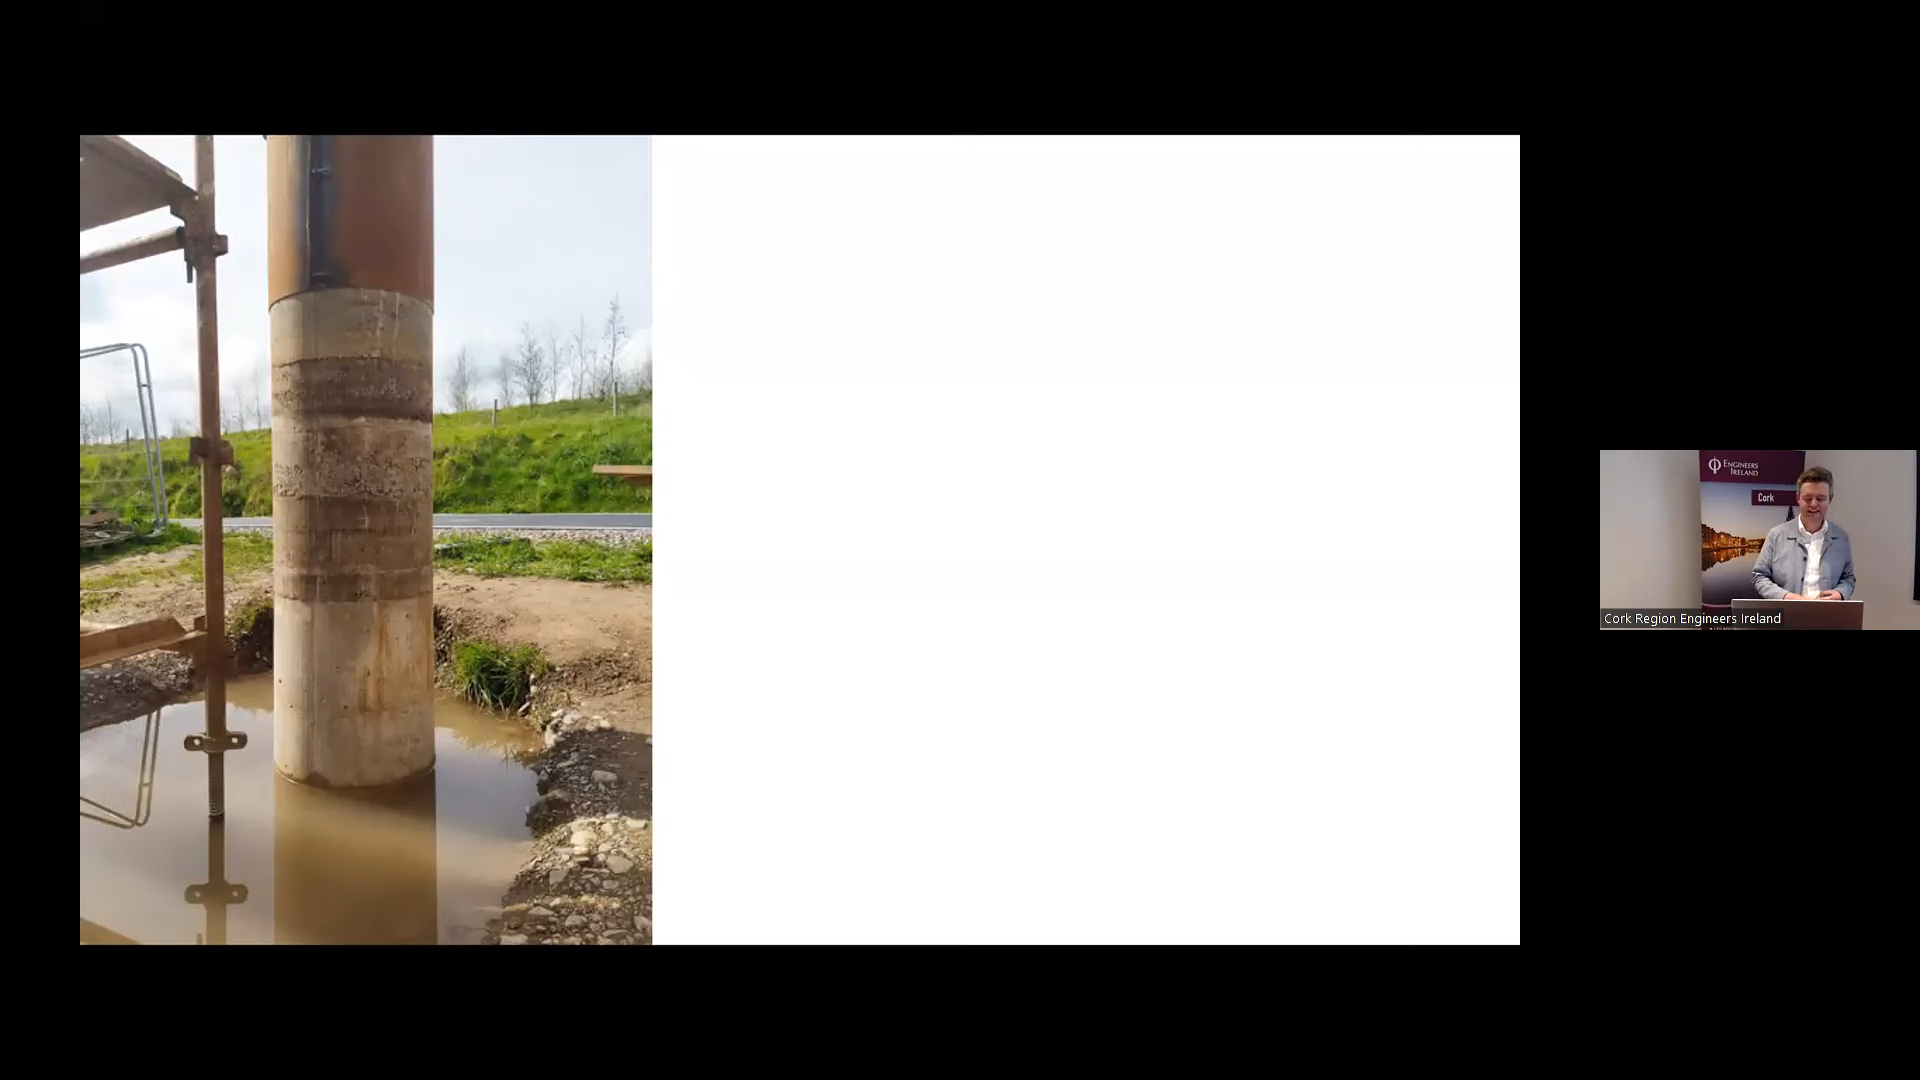 ENGINEERS
IRELAND
Cork
Cork Region Engineers Ireland